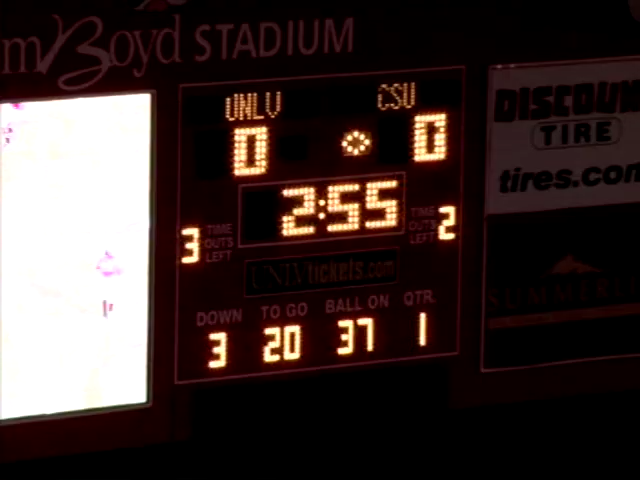 m Boyd STADIUM
UNLV CSU
0 0
2:55
3 TIME OUTS LEFT
TIME OUTS LEFT 2
UNLVtickets.com
DOWN TO GO BALL ON QTR.
3 20 37 1
DISCOUN
TIRE
tires.com
SUMMER